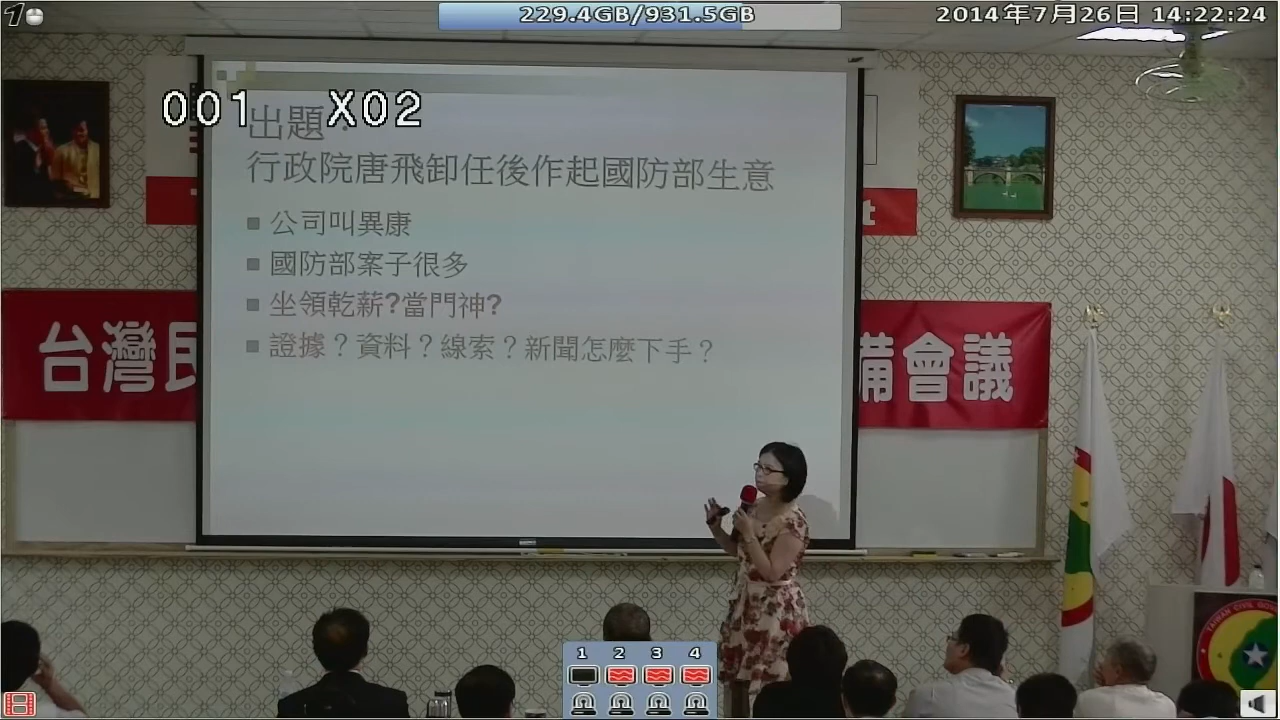 1
229.4GB/931.5GB
2014年7月26日 14:22:24
001 X02
出題：
行政院唐飛卸任後作起國防部生意
公司叫異康
國防部案子很多
坐領乾薪?當門神?
證據？資料？線索？新聞怎麼下手？
t
台灣民
備會議
TAIWAN CIVIL GOV
1 2 3 4